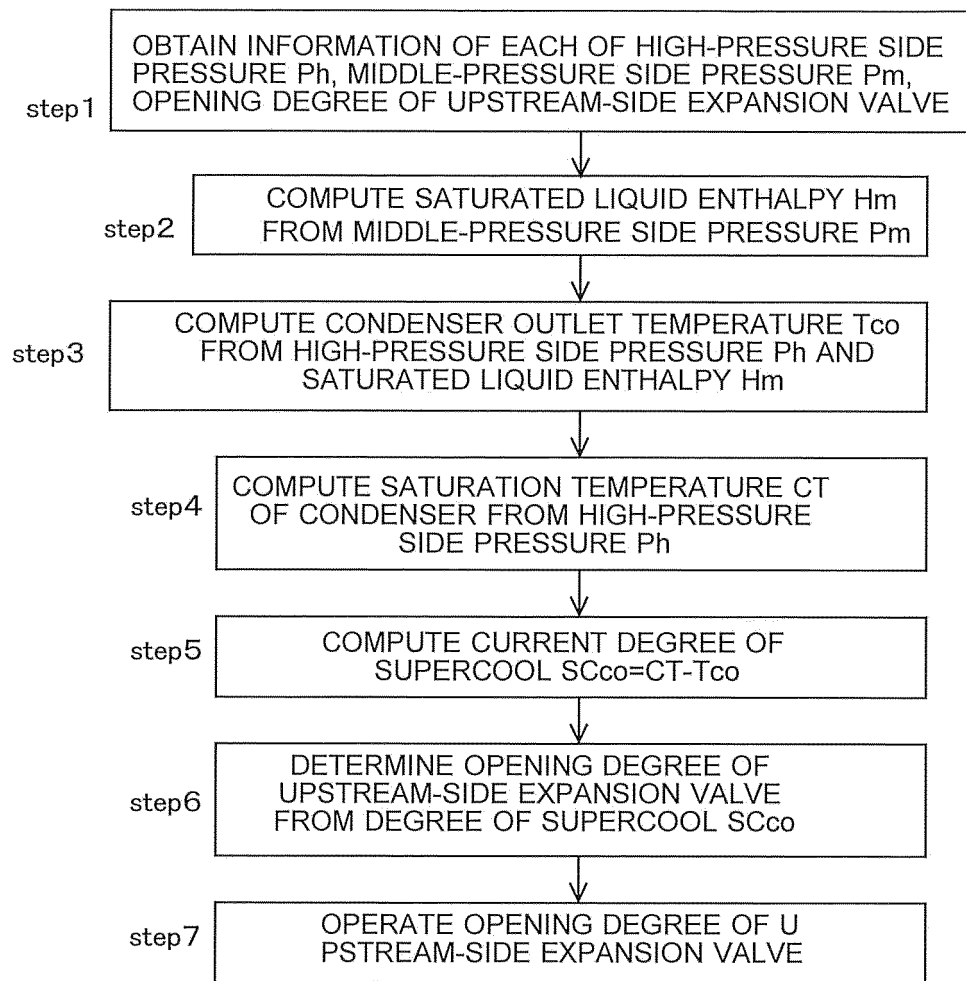 step1
OBTAIN INFORMATION OF EACH OF HIGH-PRESSURE SIDE
PRESSURE Ph, MIDDLE-PRESSURE SIDE PRESSURE Pm,
OPENING DEGREE OF UPSTREAM-SIDE EXPANSION VALVE
step2
COMPUTE SATURATED LIQUID ENTHALPY Hm
FROM MIDDLE-PRESSURE SIDE PRESSURE Pm
step3
COMPUTE CONDENSER OUTLET TEMPERATURE Tco
FROM HIGH-PRESSURE SIDE PRESSURE Ph AND
SATURATED LIQUID ENTHALPY Hm
step4
COMPUTE SATURATION TEMPERATURE CT
OF CONDENSER FROM HIGH-PRESSURE
SIDE PRESSURE Ph
step5
COMPUTE CURRENT DEGREE OF
SUPERCOOL SCco=CT-Tco
step6
DETERMINE OPENING DEGREE OF
UPSTREAM-SIDE EXPANSION VALVE
FROM DEGREE OF SUPERCOOL SCco
step7
OPERATE OPENING DEGREE OF U
PSTREAM-SIDE EXPANSION VALVE